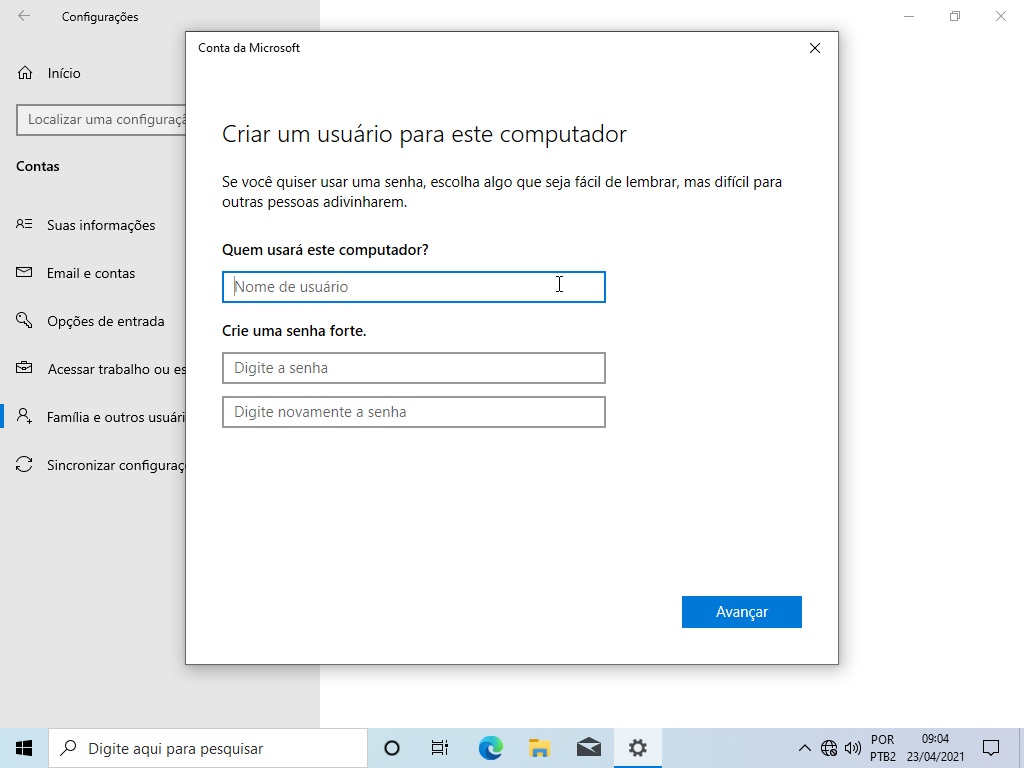 Configurações
Início
Localizar uma configuraçã
Contas
Suas informações
Email e contas
Opções de entrada
Acessar trabalho ou es
Família e outros usuári
Sincronizar configuraç
Conta da Microsoft
Criar um usuário para este computador
Se você quiser usar uma senha, escolha algo que seja fácil de lembrar, mas difícil para
outras pessoas adivinharem.
Quem usará este computador?
Nome de usuário
Crie uma senha forte.
Digite a senha
Digite novamente a senha
Avançar
Digite aqui para pesquisar
POR
PTB2
09:04
23/04/2021